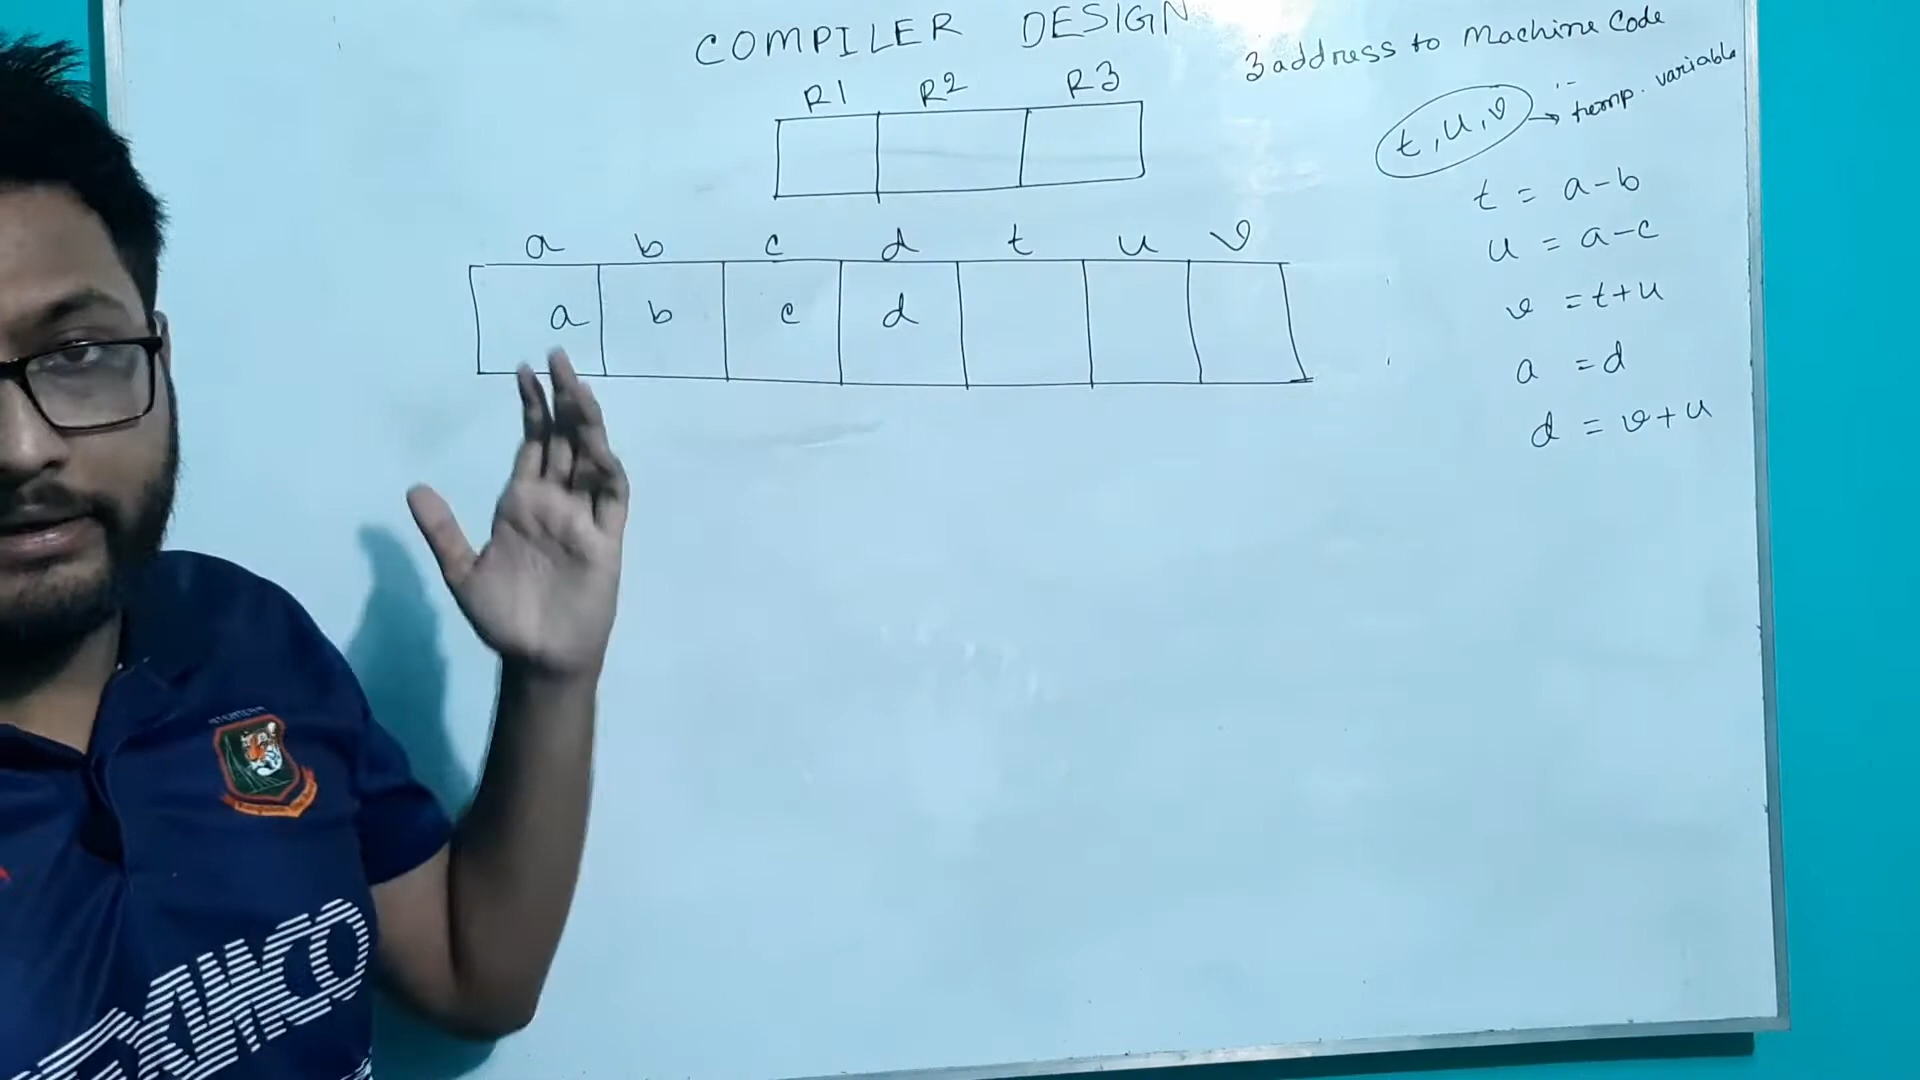 COMPILER DESIGN
3 address to Machine Code
R1 R2 R3
t, u, v → temp. variable
a b c d t u v
a b c d
t = a-b
u = a-c
v = t+u
a = d
d = v+u